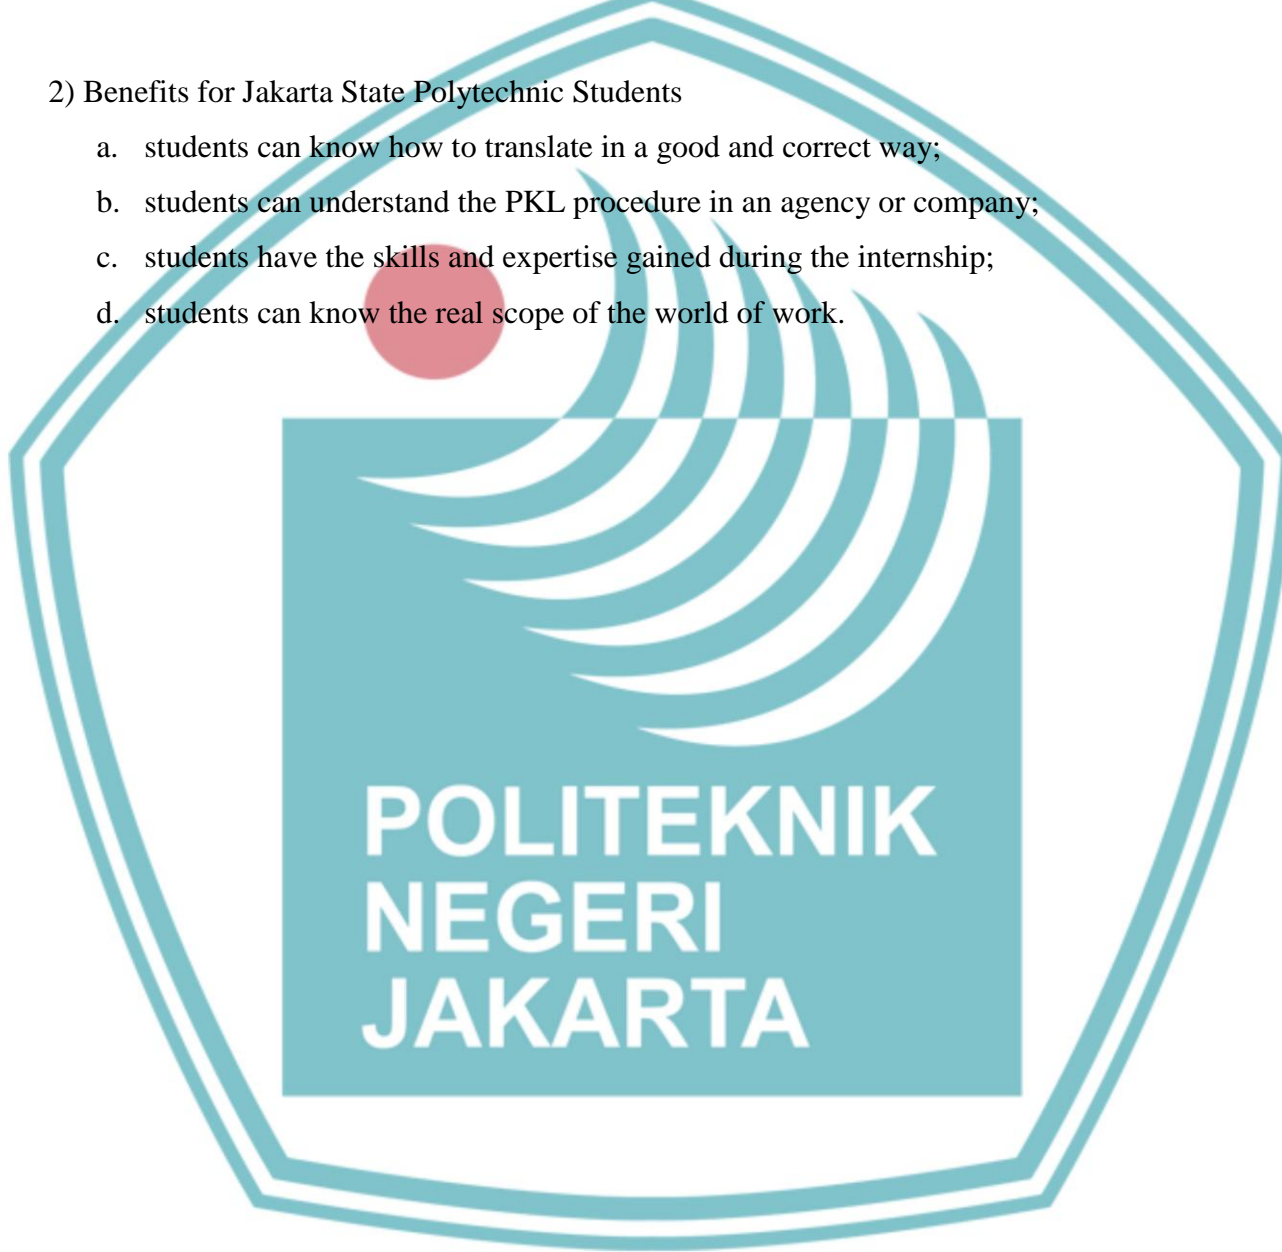 2) Benefits for Jakarta State Polytechnic Students
a. students can know how to translate in a good and correct way;
b. students can understand the PKL procedure in an agency or company;
c. students have the skills and expertise gained during the internship;
d. students can know the real scope of the world of work.
POLITEKNIK
NEGERI
JAKARTA